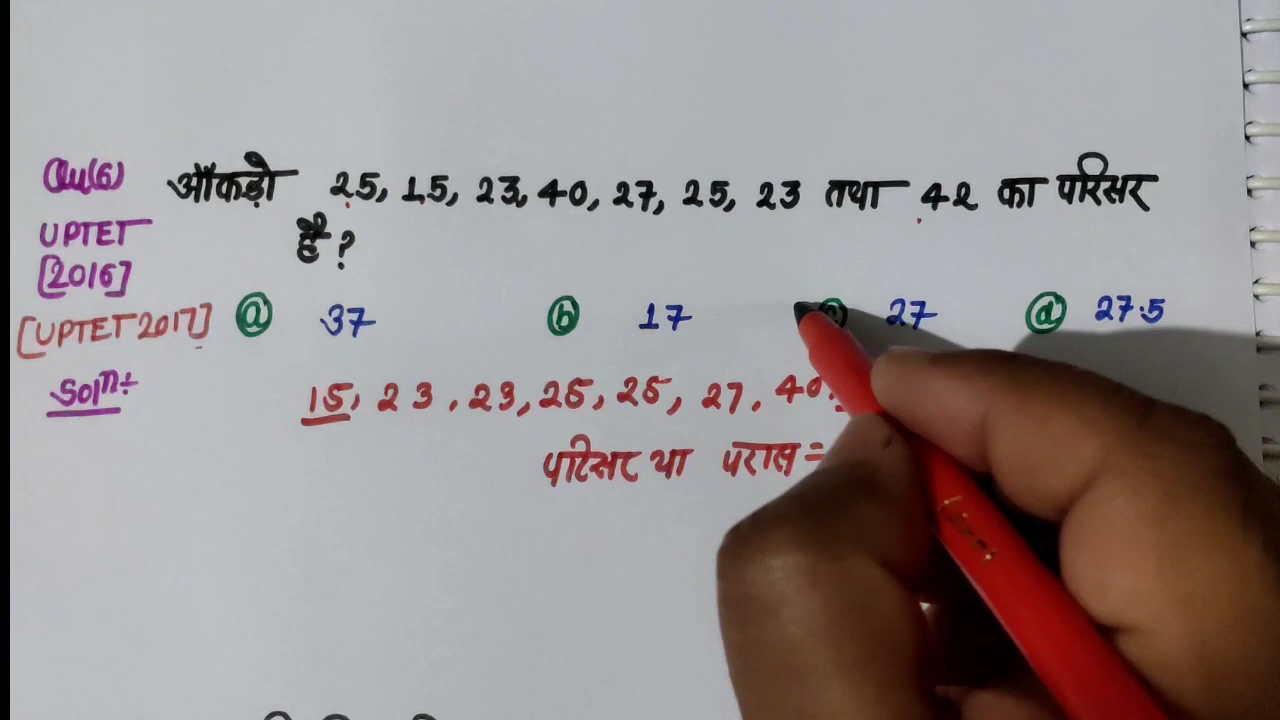 Qu(6) आँकड़ो 25, 15, 23, 40, 27, 25, 23 तथा 42 का परिसर
UPTET है?
[2016]
[UPTET 2017] (a) 37 (b) 17 27 (d) 27.5
Solⁿ÷ 15, 23, 23, 25, 25, 27, 40,
परिसर या परास =